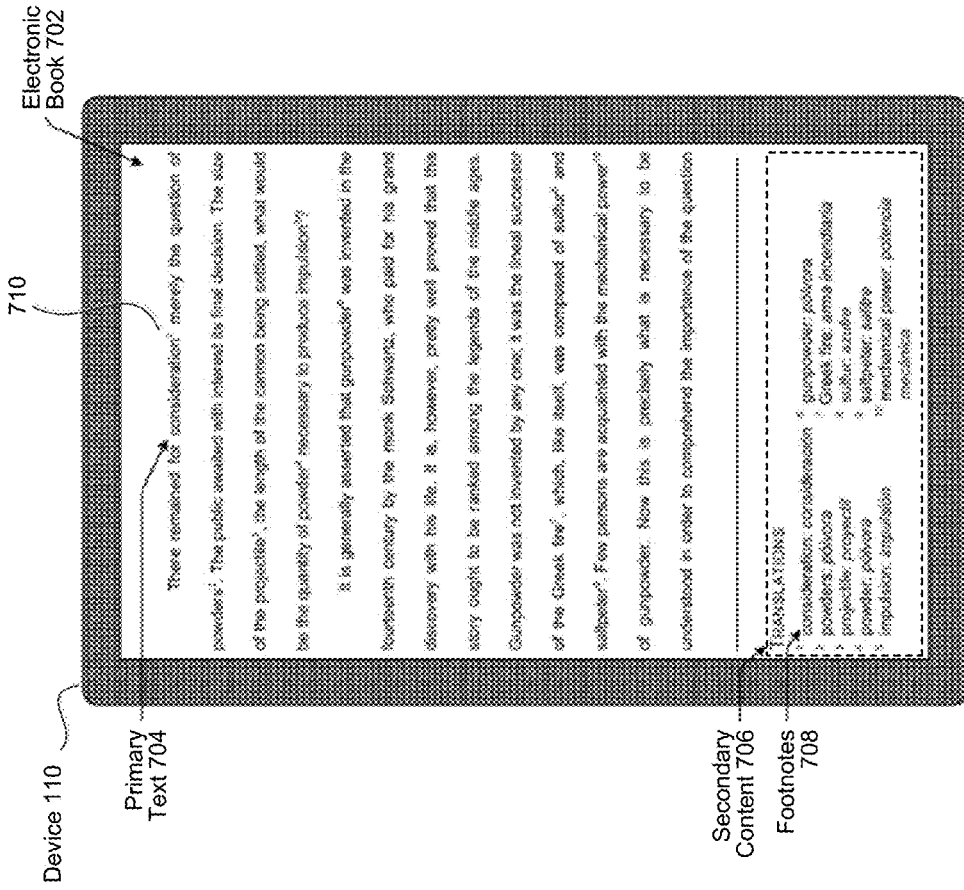 Device 110
Electronic
Book 702
710
Primary
Text 704
There remained for consideration merely the question of
powders. The public awaited with interest its final decision. The size
of the projectile, the length of the cannon being settled, what would
be the quantity of powder necessary to produce impulsion?
It is generally asserted that gunpowder was invented in the
fourteenth century by the monk Schwartz, who paid for his grand
discovery with his life. It is, however, pretty well proved that this
story ought to be ranked among the legends of the middle ages.
Gunpowder was not invented by any one; it was the lineal successor
of the Greek fire, which, like itself, was composed of sulfur and
saltpeter. Few persons are acquainted with the mechanical power
of gunpowder. Now this is precisely what is necessary to be
understood in order to comprehend the importance of the question
Secondary
Content 706
Footnotes
708
TRANSLATIONS:
consideration: consideración
powders: polvos
projectile: proyectil
powder: polvora
impulsion: impulsión
gunpowder: polvora
Greek fire: arma incendiaria
sulfur: azufre
saltpeter: salitre
mechanical power: potencia
mecánica